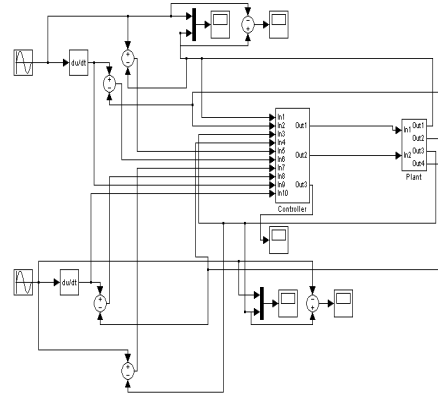 du/dt
In1
In2
In3
In4
In5
In6
In7
In8
In9
In10
Out1
Out2
Out3
Controller
In1
In2
Out1
Out2
Out3
Out4
Plant
du/dt